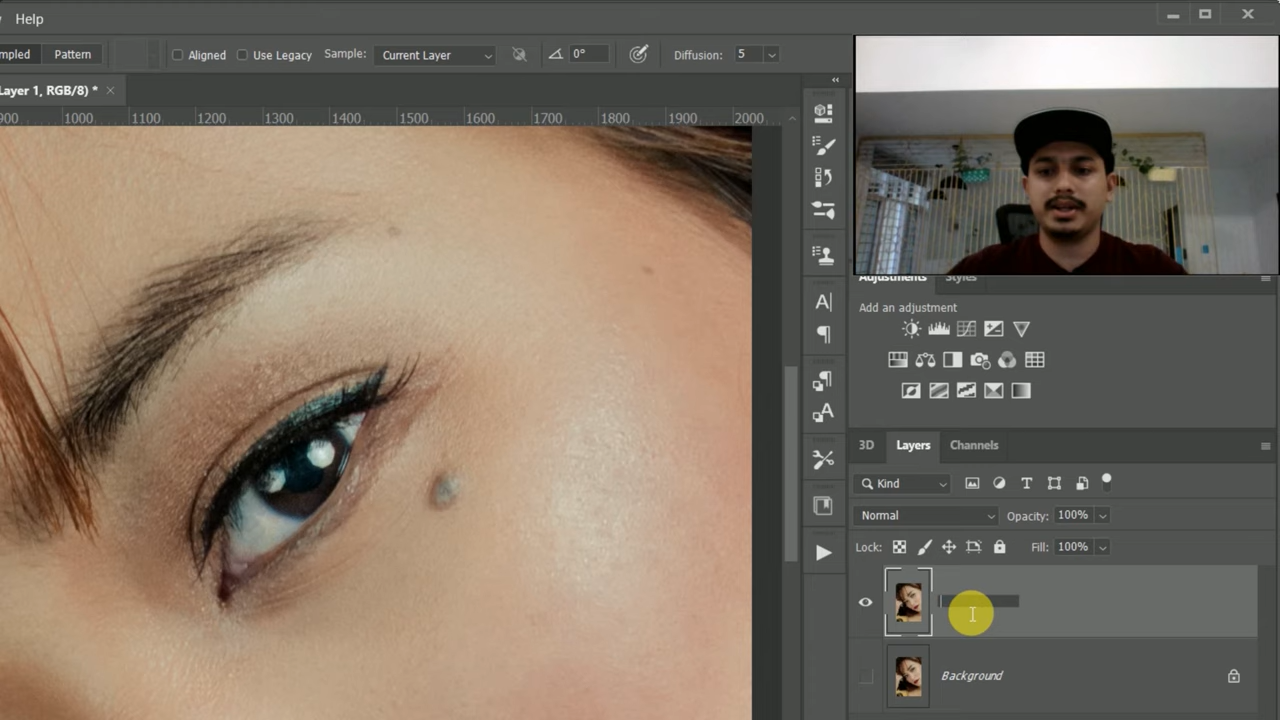 Help
Pattern
Aligned
Use Legacy
Sample:
Current Layer
0°
Diffusion:
5
Layer 1, RGB/8) *
1000
1100
1200
1300
1400
1500
1600
1700
1800
1900
2000
Adjustments
Styles
Add an adjustment
3D
Layers
Channels
Kind
Normal
Opacity: 100%
Lock:
Fill: 100%
Background